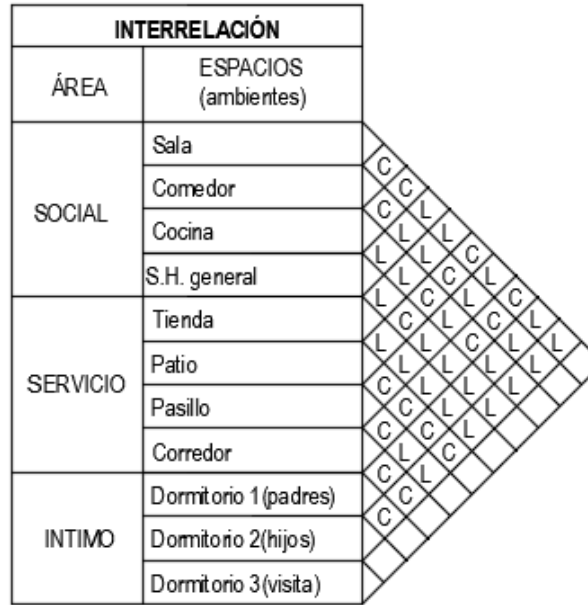 INTERRELACIÓN
ÁREA
ESPACIOS
(ambientes)
SOCIAL
Sala
Comedor
Cocina
S.H. general
SERVICIO
Tienda
Patio
Pasillo
Corredor
INTIMO
Dormitorio 1(padres)
Dormitorio 2(hijos)
Dormitorio 3(visita)
C
C
C L
L L
L L C
L C L
L C L C
C L C L
L L C L L
L L L L
C L L L
C L L
C C L
L C
C L
C
C